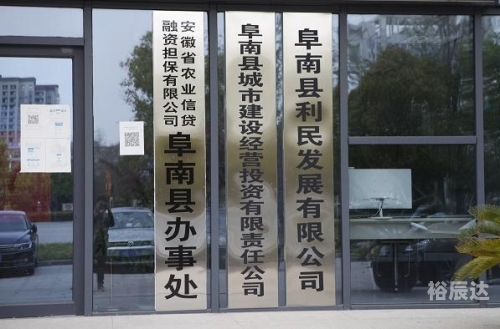 安徽省农业信贷
融资担保有限公司
阜南县办事处
阜南县城市建设经营投资有限责任公司
阜南县利民发展有限公司
裕辰达